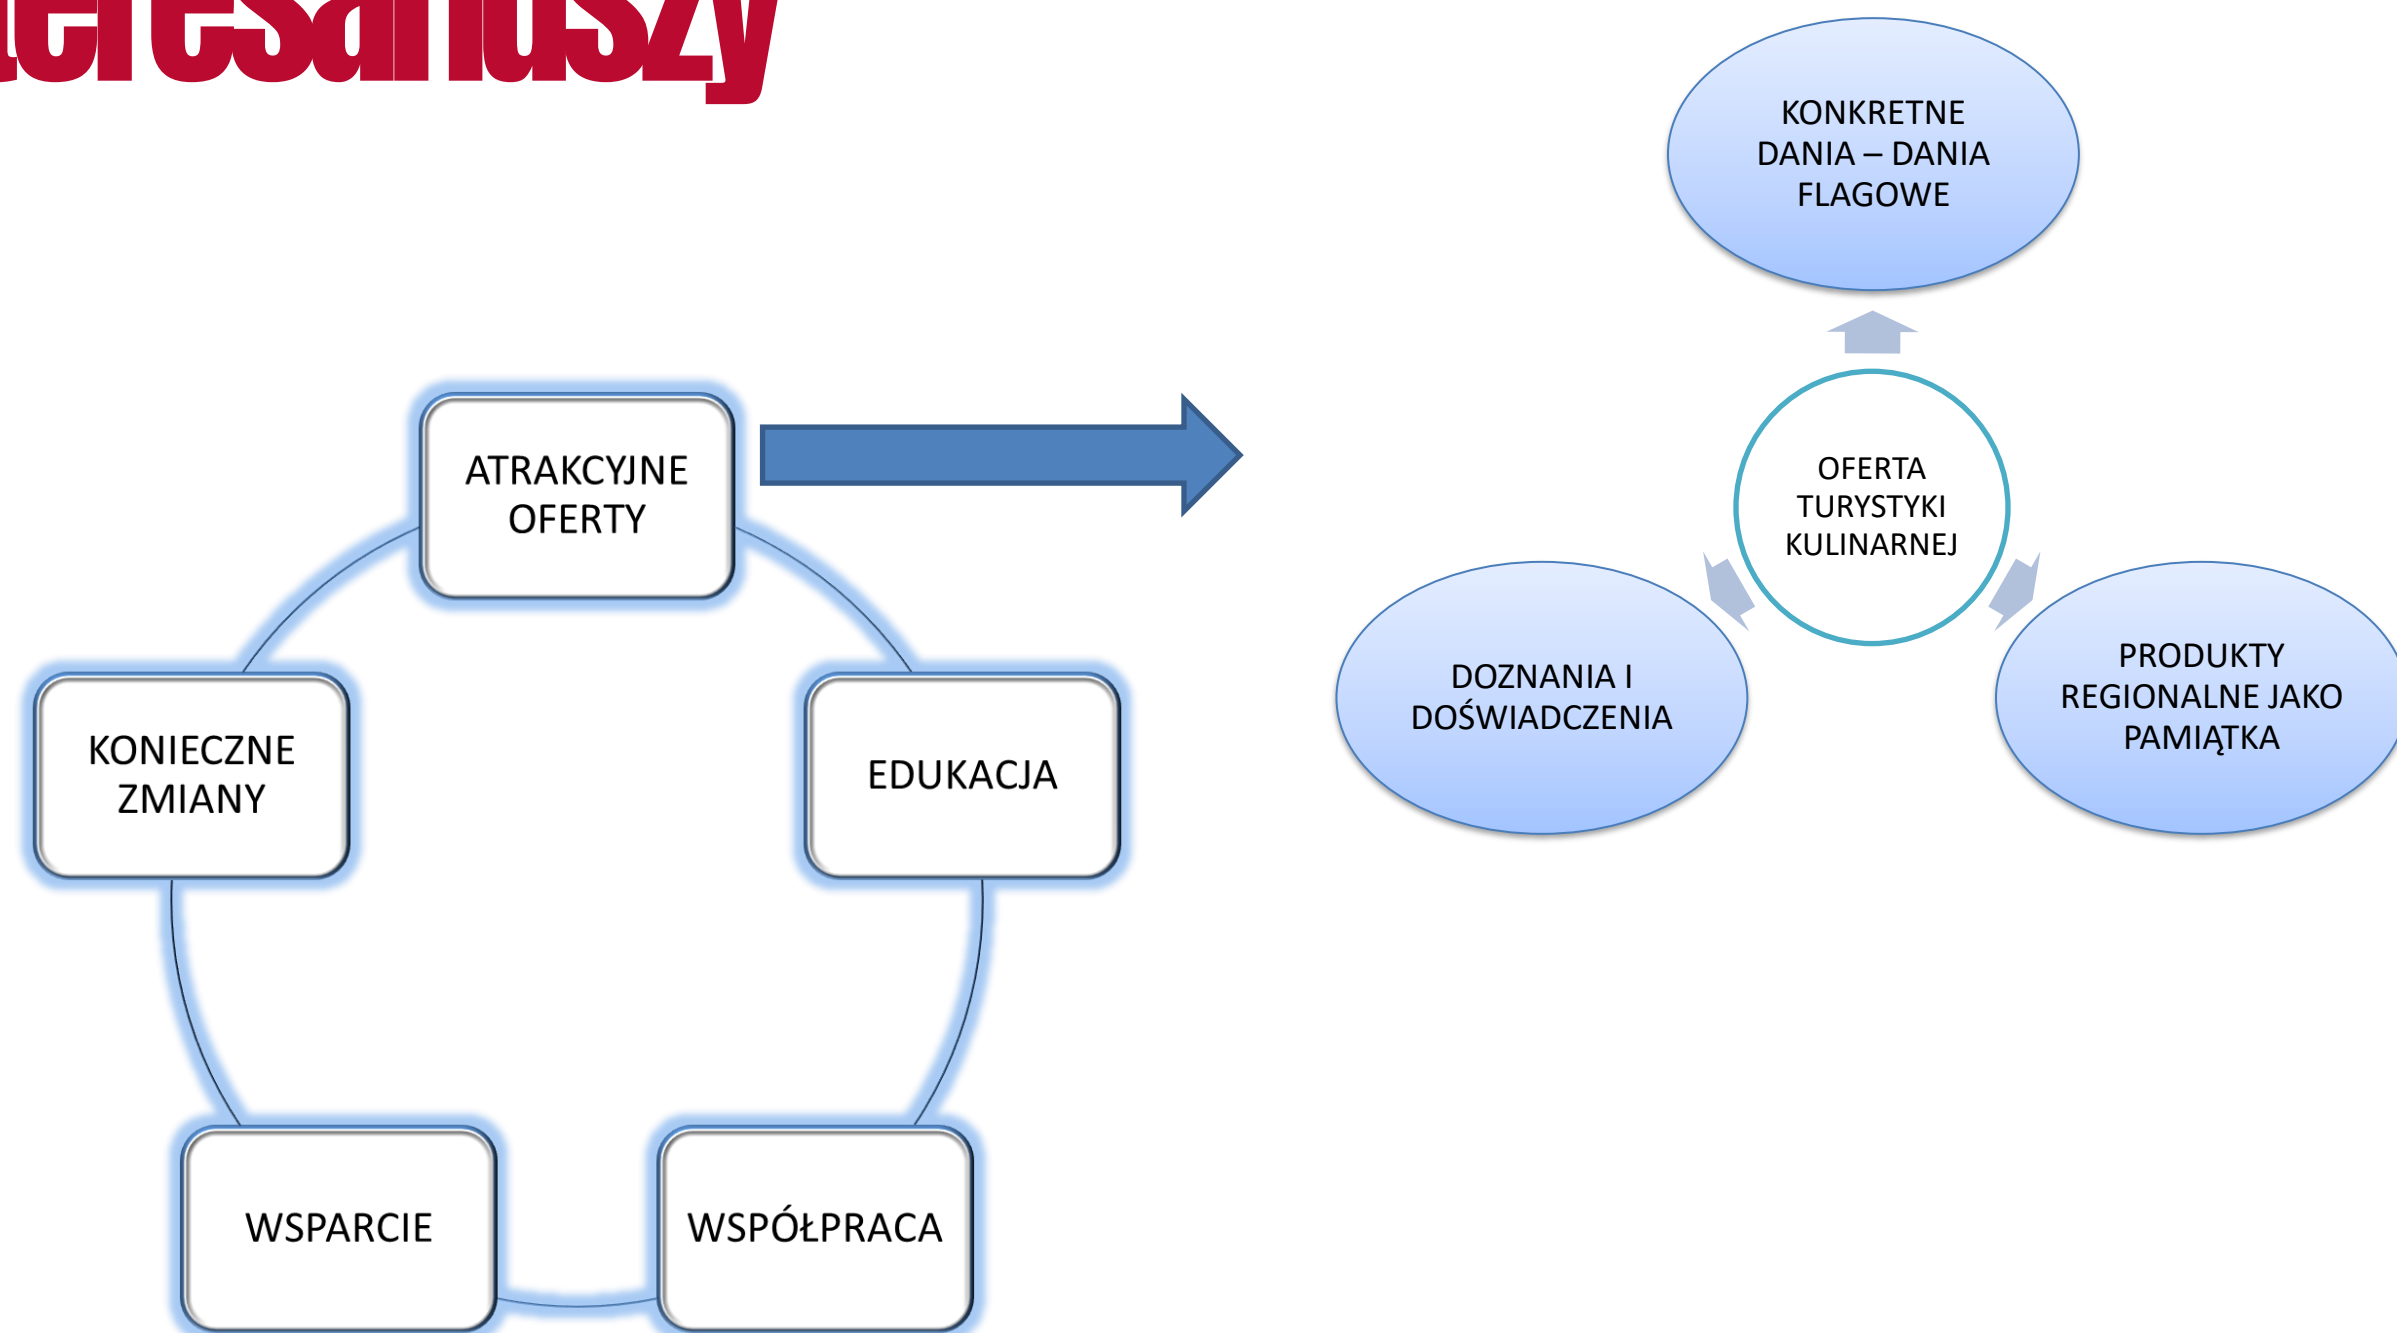 teresariuszy
ATRAKCYJNE
OFERTY
KONIECZNE
ZMIANY
EDUKACJA
WSPARCIE
WSPÓŁPRACA
KONKRETNE
DANIA – DANIA
FLAGOWE
OFERTA
TURYSTYKI
KULINARNEJ
DOZNANIA I
DOŚWIADCZENIA
PRODUKTY
REGIONALNE JAKO
PAMIĄTKA